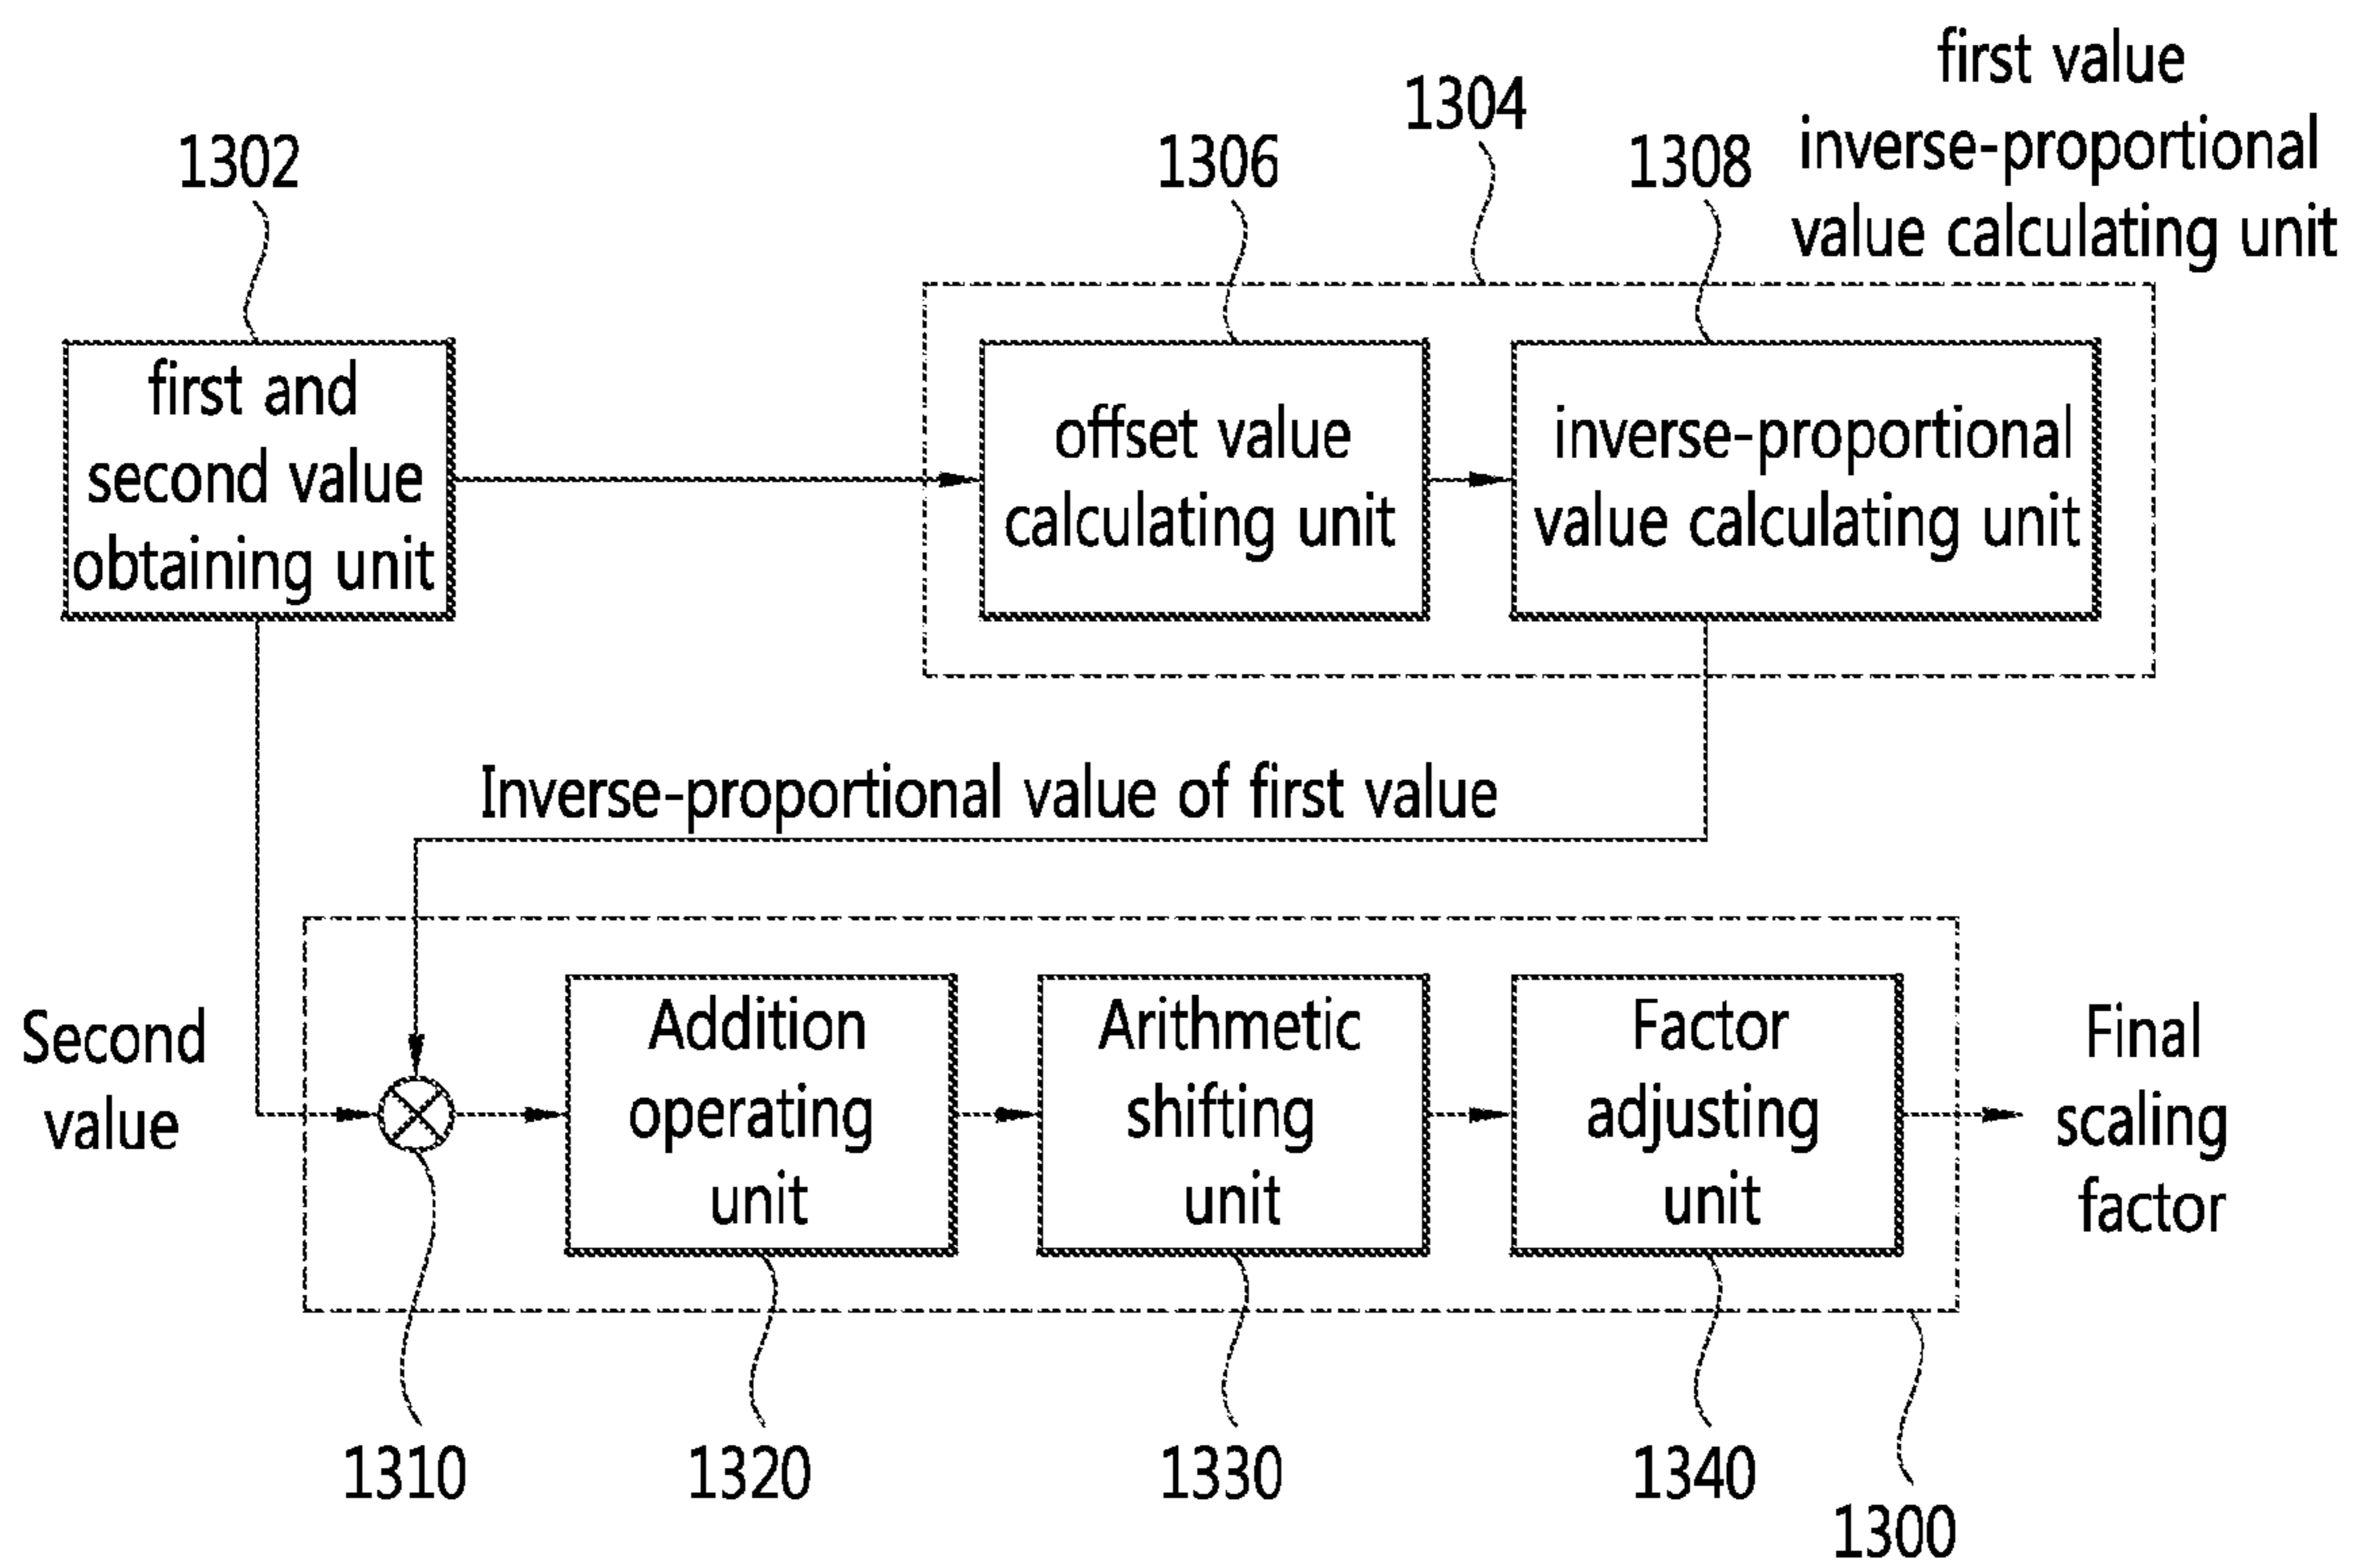 first value
inverse-proportional
value calculating unit
1304
1302
1306
1308
first and
second value
obtaining unit
offset value
calculating unit
inverse-proportional
value calculating unit
Inverse-proportional value of first value
Second
value
Addition
operating
unit
Arithmetic
shifting
unit
Factor
adjusting
unit
Final
scaling
factor
1310
1320
1330
1340
1300